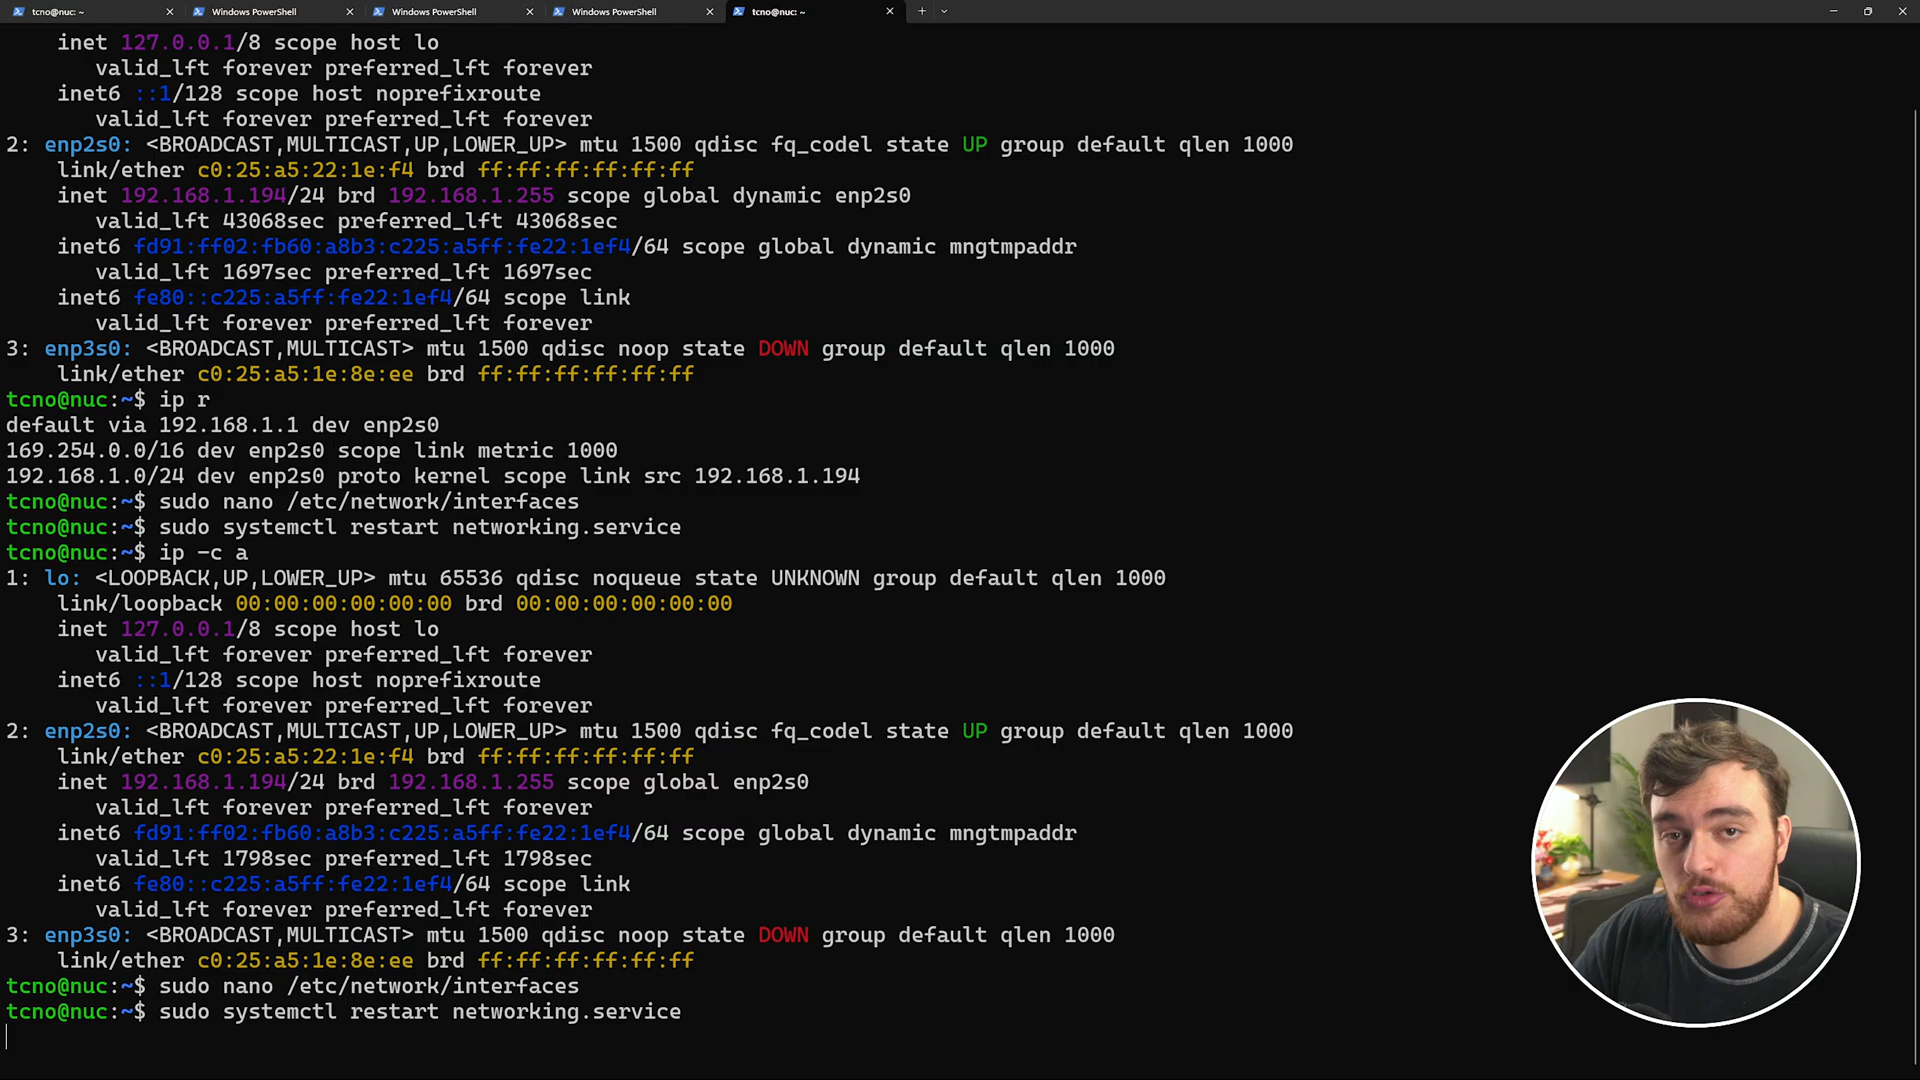 tcno@nuc: ~
Windows PowerShell
Windows PowerShell
Windows PowerShell
tcno@nuc: ~
inet 127.0.0.1/8 scope host lo
valid_lft forever preferred_lft forever
inet6 ::1/128 scope host noprefixroute
valid_lft forever preferred_lft forever
2: enp2s0: <BROADCAST,MULTICAST,UP,LOWER_UP> mtu 1500 qdisc fq_codel state UP group default qlen 1000
link/ether c0:25:a5:22:1e:f4 brd ff:ff:ff:ff:ff:ff
inet 192.168.1.194/24 brd 192.168.1.255 scope global dynamic enp2s0
valid_lft 43068sec preferred_lft 43068sec
inet6 fd91:ff02:fb60:a8b3:c225:a5ff:fe22:1ef4/64 scope global dynamic mngtmpaddr
valid_lft 1697sec preferred_lft 1697sec
inet6 fe80::c225:a5ff:fe22:1ef4/64 scope link
valid_lft forever preferred_lft forever
3: enp3s0: <BROADCAST,MULTICAST> mtu 1500 qdisc noop state DOWN group default qlen 1000
link/ether c0:25:a5:1e:8e:ee brd ff:ff:ff:ff:ff:ff
tcno@nuc:~$ ip r
default via 192.168.1.1 dev enp2s0
169.254.0.0/16 dev enp2s0 scope link metric 1000
192.168.1.0/24 dev enp2s0 proto kernel scope link src 192.168.1.194
tcno@nuc:~$ sudo nano /etc/network/interfaces
tcno@nuc:~$ sudo systemctl restart networking.service
tcno@nuc:~$ ip -c a
1: lo: <LOOPBACK,UP,LOWER_UP> mtu 65536 qdisc noqueue state UNKNOWN group default qlen 1000
link/loopback 00:00:00:00:00:00 brd 00:00:00:00:00:00
inet 127.0.0.1/8 scope host lo
valid_lft forever preferred_lft forever
inet6 ::1/128 scope host noprefixroute
valid_lft forever preferred_lft forever
2: enp2s0: <BROADCAST,MULTICAST,UP,LOWER_UP> mtu 1500 qdisc fq_codel state UP group default qlen 1000
link/ether c0:25:a5:22:1e:f4 brd ff:ff:ff:ff:ff:ff
inet 192.168.1.194/24 brd 192.168.1.255 scope global enp2s0
valid_lft forever preferred_lft forever
inet6 fd91:ff02:fb60:a8b3:c225:a5ff:fe22:1ef4/64 scope global dynamic mngtmpaddr
valid_lft 1798sec preferred_lft 1798sec
inet6 fe80::c225:a5ff:fe22:1ef4/64 scope link
valid_lft forever preferred_lft forever
3: enp3s0: <BROADCAST,MULTICAST> mtu 1500 qdisc noop state DOWN group default qlen 1000
link/ether c0:25:a5:1e:8e:ee brd ff:ff:ff:ff:ff:ff
tcno@nuc:~$ sudo nano /etc/network/interfaces
tcno@nuc:~$ sudo systemctl restart networking.service